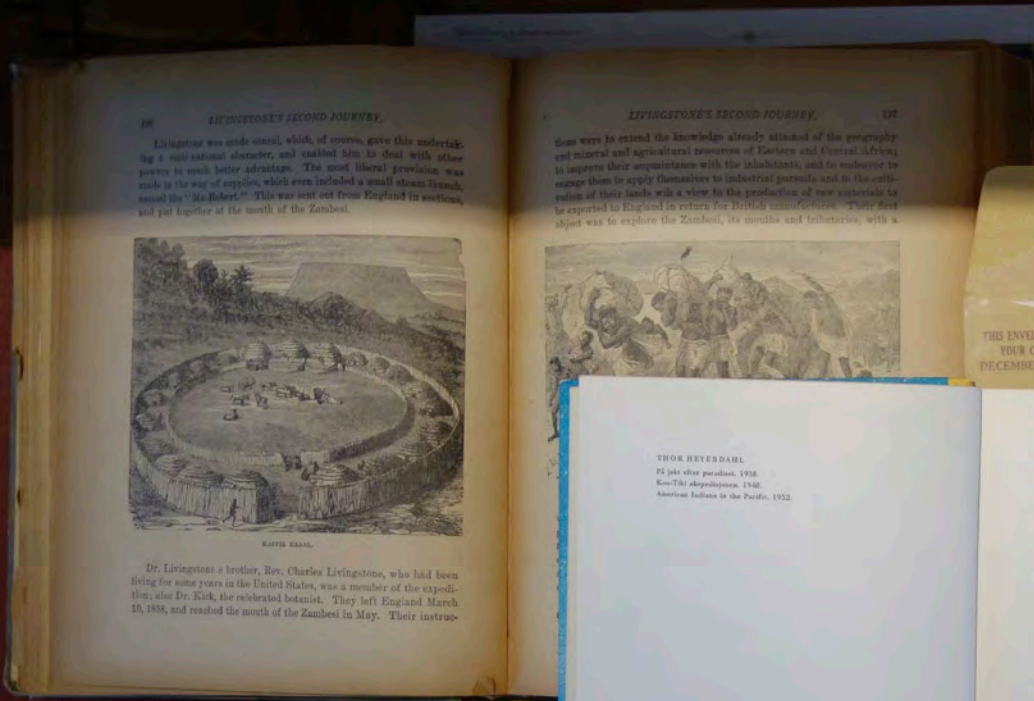 196 LIVINGSTONE'S SECOND JOURNEY.
Livingstone was made consul, which, of course, gave this undertak-
ing a semi-national character, and enabled him to deal with other
powers to much better advantage. The most liberal provision was
made in the way of supplies, which even included a small steam-launch,
named the "Ma-Robert." This was sent out from England in sections,
and put together at the mouth of the Zambesi.
KAFFIR KRAAL.
Dr. Livingstone s brother, Rev. Charles Livingstone, who had been
living for some years in the United States, was a member of the expedi-
tion; also Dr. Kirk, the celebrated botanist. They left England March
10, 1858, and reached the mouth of the Zambesi in May. Their instruc-
LIVINGSTONE'S SECOND JOURNEY. 197
tions were to extend the knowledge already attained of the geography
and mineral and agricultural resources of Eastern and Central Africa;
to improve their acquaintance with the inhabitants, and to endeavor to
engage them to apply themselves to industrial pursuits and to the culti-
vation of their lands with a view to the production of raw materials to
be exported to England in return for British manufactures. Their first
object was to explore the Zambesi, its mouths and tributaries, with a
THOR HEYERDAHL
På jakt efter paradiset. 1938.
Kon-Tiki ekspedisjonen. 1948.
American Indians in the Pacific. 1952.
THIS ENVEL
YOUR C
DECEMBE